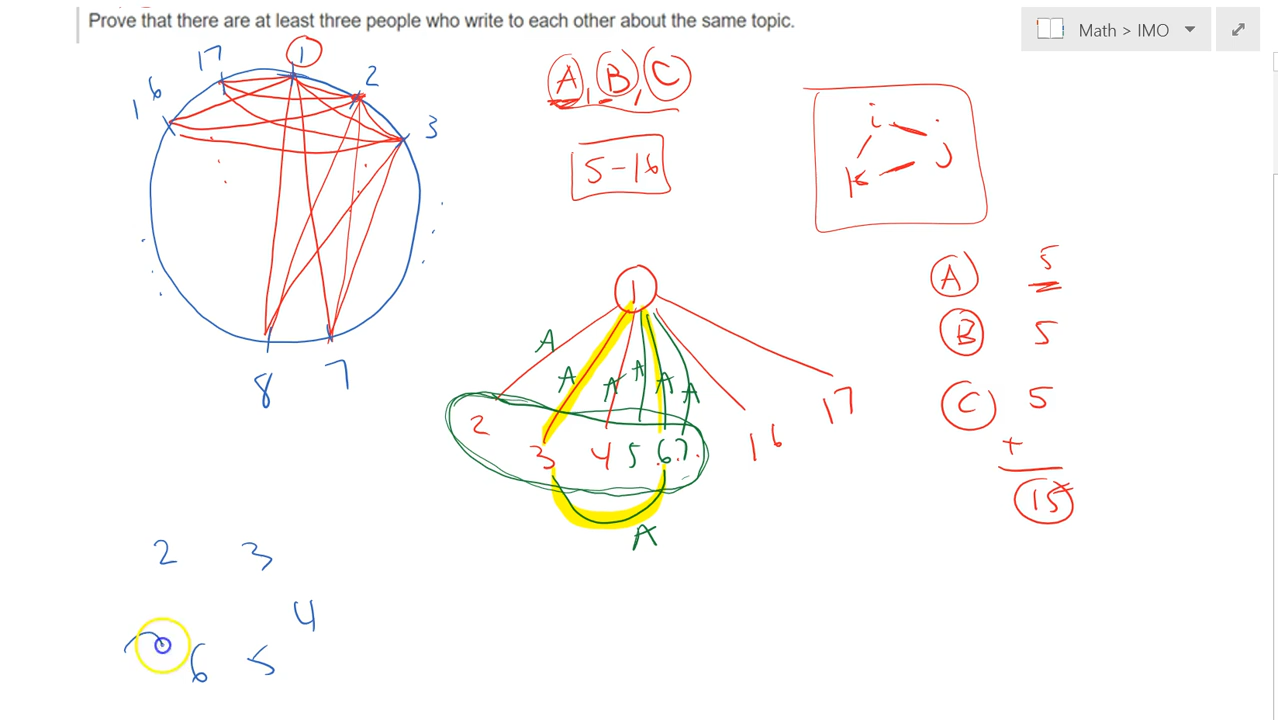 Prove that there are at least three people who write to each other about the same topic.
Math > IMO
17 1 2
16 3
8 7
A, B, C
5-16
i j
k
A 5
B 5
C 5
+
15
1
A A A A A A
2 3 4 5 6 7 16 17
A
2 3
4
6 5